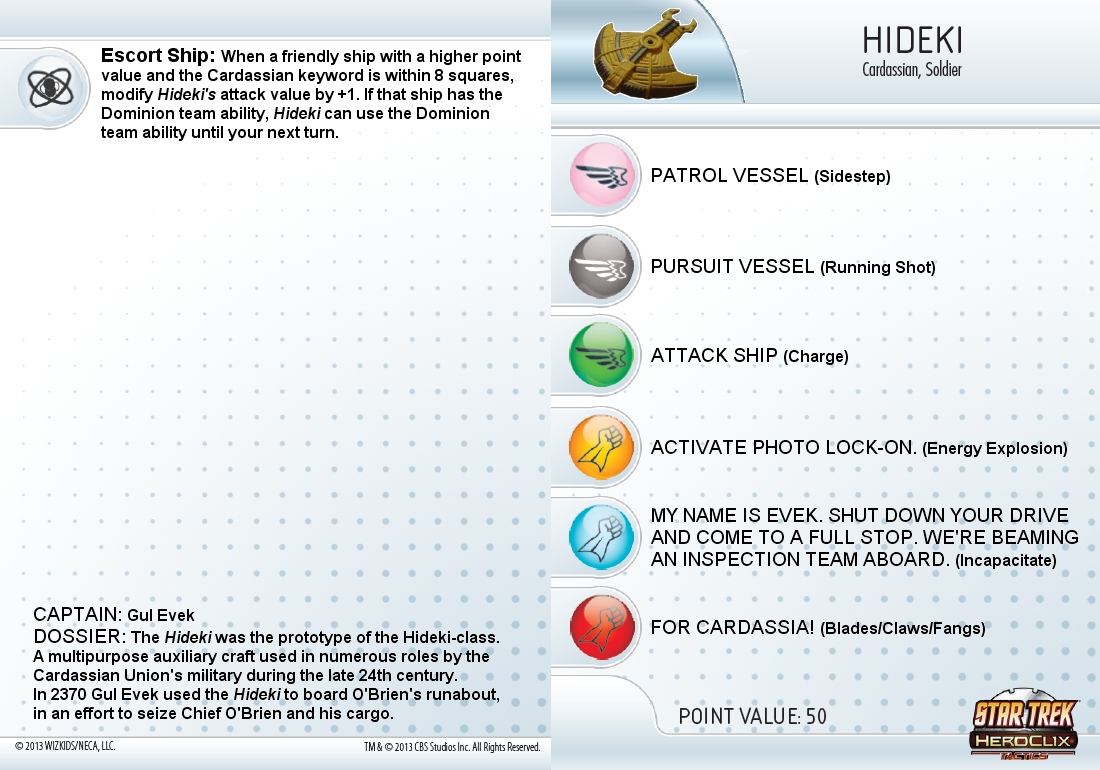 Escort Ship: When a friendly ship with a higher point
value and the Cardassian keyword is within 8 squares,
modify Hideki's attack value by +1. If that ship has the
Dominion team ability, Hideki can use the Dominion
team ability until your next turn.
CAPTAIN: Gul Evek
DOSSIER: The Hideki was the prototype of the Hideki-class.
A multipurpose auxiliary craft used in numerous roles by the
Cardassian Union's military during the late 24th century.
In 2370 Gul Evek used the Hideki to board O'Brien's runabout,
in an effort to seize Chief O'Brien and his cargo.
© 2013 WIZKIDS/NECA, LLC.
TM & © 2013 CBS Studios Inc. All Rights Reserved.
HIDEKI
Cardassian, Soldier
PATROL VESSEL (Sidestep)
PURSUIT VESSEL (Running Shot)
ATTACK SHIP (Charge)
ACTIVATE PHOTO LOCK-ON. (Energy Explosion)
MY NAME IS EVEK. SHUT DOWN YOUR DRIVE
AND COME TO A FULL STOP. WE'RE BEAMING
AN INSPECTION TEAM ABOARD. (Incapacitate)
FOR CARDASSIA! (Blades/Claws/Fangs)
POINT VALUE: 50
STAR TREK
HEROCLIX
TACTICS